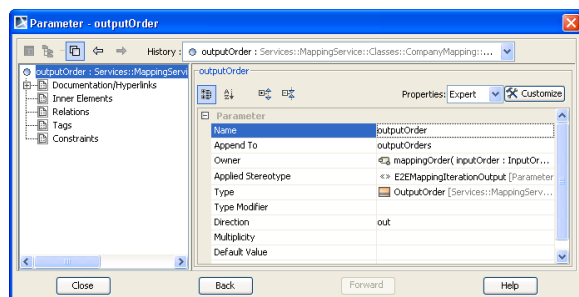 Parameter - outputOrder
History : outputOrder : Services::MappingService::Classes::CompanyMapping::...
outputOrder : Services::MappingServi
Documentation/Hyperlinks
Inner Elements
Relations
Tags
Constraints
outputOrder
Properties: Expert Customize
Parameter
Name outputOrder
Append To outputOrders
Owner mappingOrder( inputOrder : InputOr...
Applied Stereotype «» E2EMappingIterationOutput [Parameter
Type OutputOrder [Services::MappingServ...
Type Modifier
Direction out
Multiplicity
Default Value
Close Back Forward Help